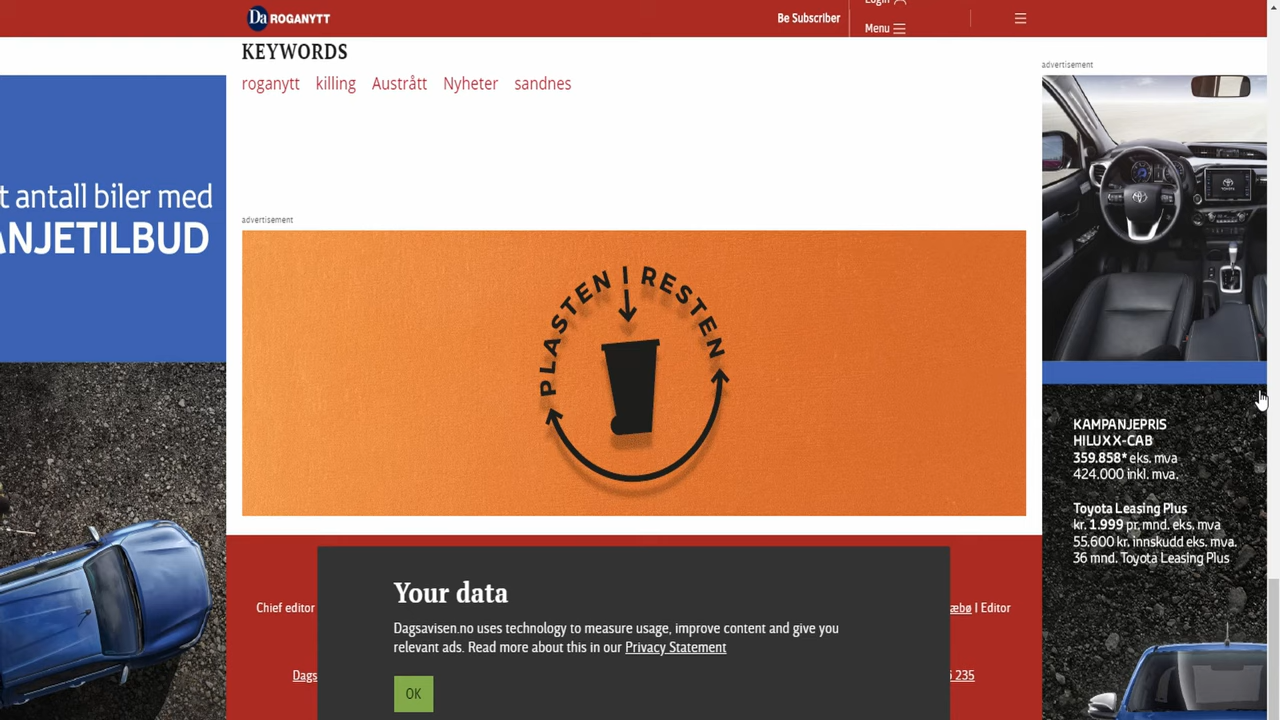 Da ROGANYTT
Be Subscriber
Login
Menu
KEYWORDS
roganytt killing Austrått Nyheter sandnes
advertisement
t antall biler med
ANJETILBUD
advertisement
PLASTEN I RESTEN
TOYOTA
KAMPANJEPRIS
HILUX X-CAB
359.858* eks. mva
424.000 inkl. mva.
Toyota Leasing Plus
kr. 1.999 pr. mnd. eks, mva
55.600 kr. innskudd eks. mva.
36 mnd. Toyota Leasing Plus
Chief editor
æbø I Editor
Dags
235
Your data
Dagsavisen.no uses technology to measure usage, improve content and give you
relevant ads. Read more about this in our Privacy Statement
OK